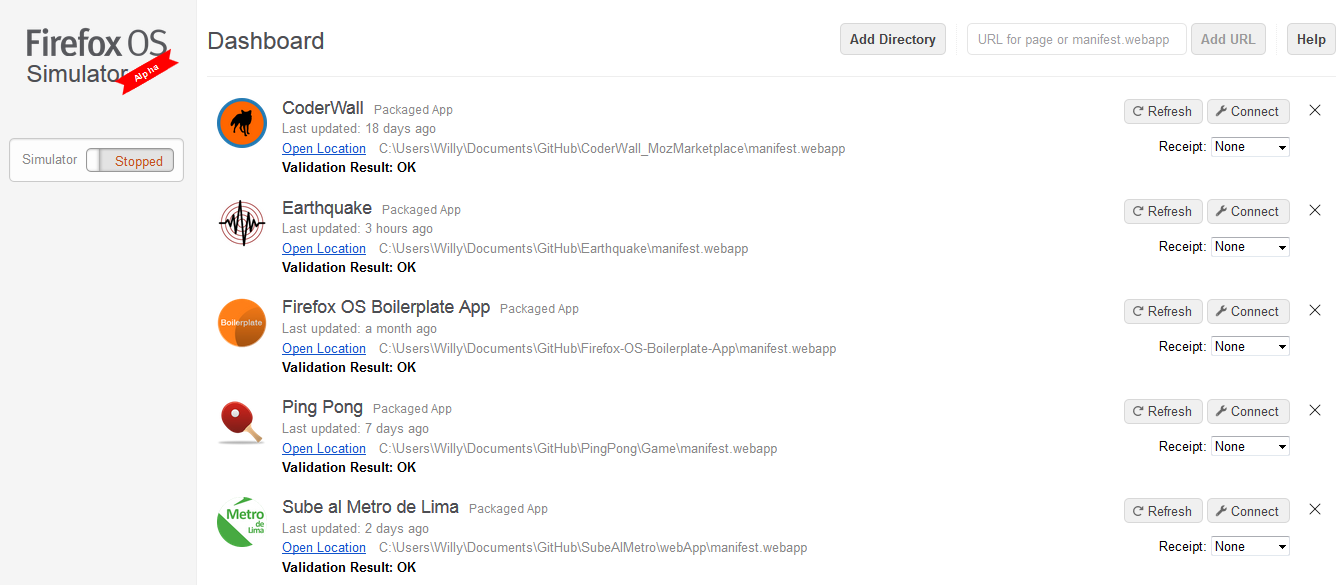 Firefox OS
Simulator
Alpha
Simulator Stopped
Dashboard
Add Directory URL for page or manifest.webapp Add URL Help
CoderWall Packaged App
Refresh Connect
Last updated: 18 days ago
Open Location C:\Users\Willy\Documents\GitHub\CoderWall_MozMarketplace\manifest.webapp
Receipt: None
Validation Result: OK
Earthquake Packaged App
Refresh Connect
Last updated: 3 hours ago
Open Location C:\Users\Willy\Documents\GitHub\Earthquake\manifest.webapp
Receipt: None
Validation Result: OK
Boilerplate
Firefox OS Boilerplate App Packaged App
Refresh Connect
Last updated: a month ago
Open Location C:\Users\Willy\Documents\GitHub\Firefox-OS-Boilerplate-App\manifest.webapp
Receipt: None
Validation Result: OK
Ping Pong Packaged App
Refresh Connect
Last updated: 7 days ago
Open Location C:\Users\Willy\Documents\GitHub\PingPong\Game\manifest.webapp
Receipt: None
Validation Result: OK
Metro
de
Lima
Sube al Metro de Lima Packaged App
Refresh Connect
Last updated: 2 days ago
Open Location C:\Users\Willy\Documents\GitHub\SubeAlMetro\webApp\manifest.webapp
Receipt: None
Validation Result: OK